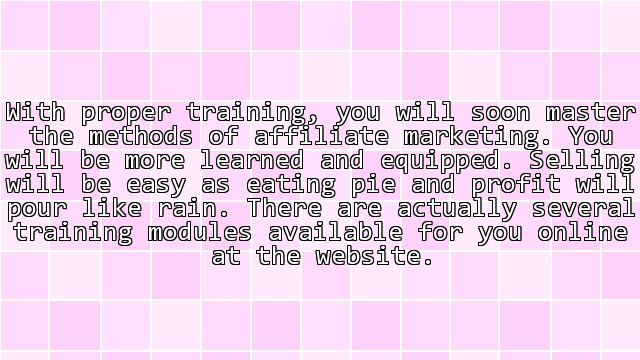 With proper training, you will soon master
the methods of affiliate marketing. You
will be more learned and equipped. Selling
will be easy as eating pie and profit will
pour like rain. There are actually several
training modules available for you online
at the website.